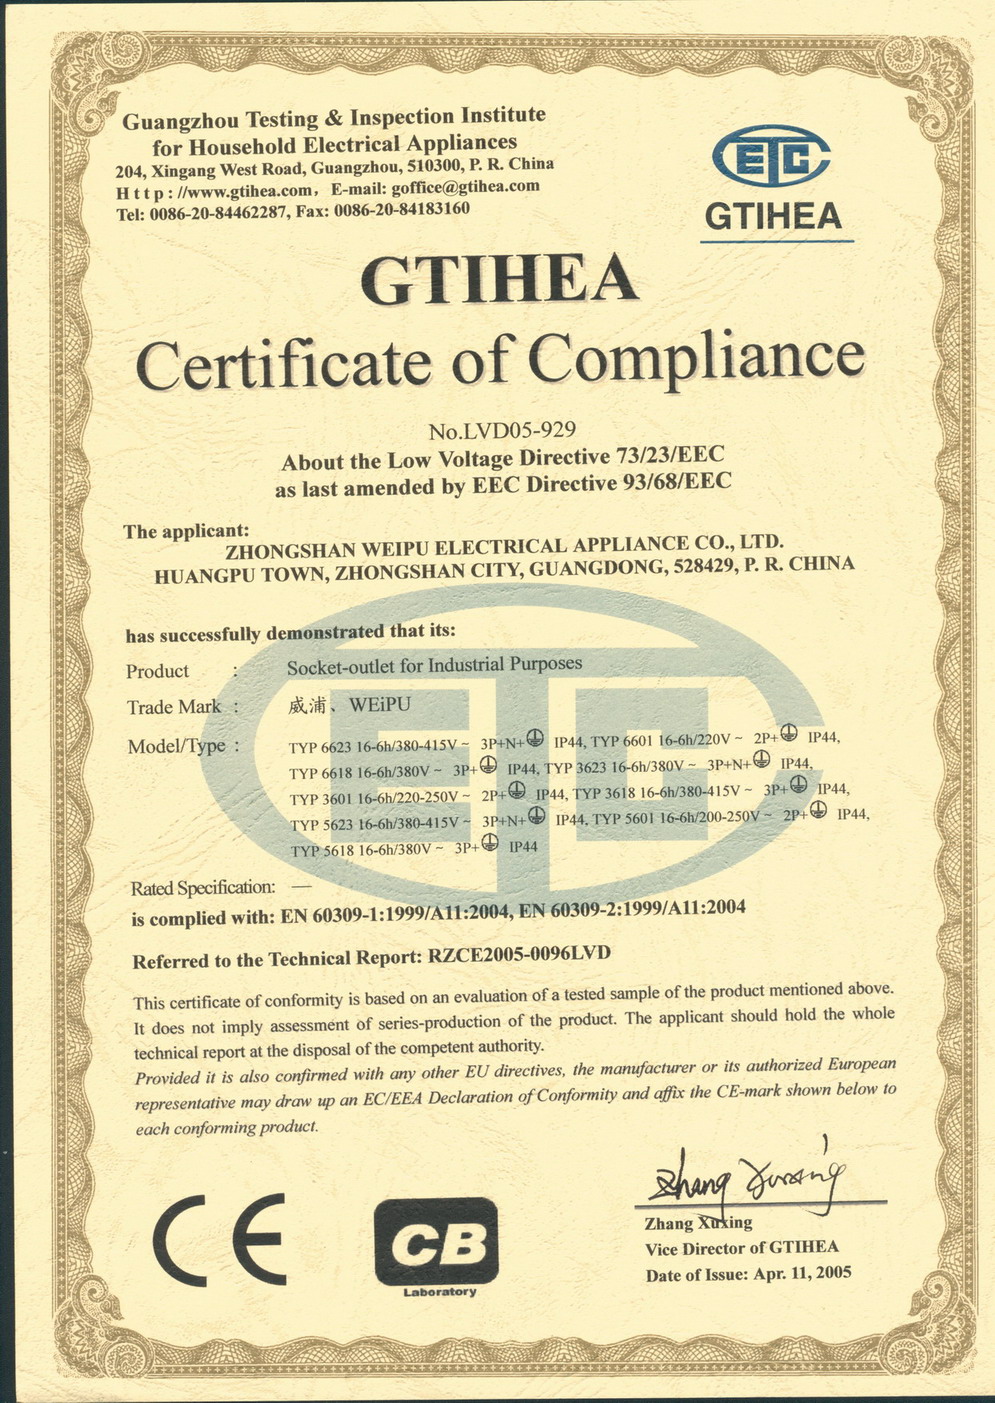 Guangzhou Testing & Inspection Institute
for Household Electrical Appliances
204, Xingang West Road, Guangzhou, 510300, P. R. China
Http://www.gtihea.com, E-mail: goffice@gtihea.com
Tel: 0086-20-84462287, Fax: 0086-20-84183160
ETC
GTIHEA
GTIHEA
Certificate of Compliance
No.LVD05-929
About the Low Voltage Directive 73/23/EEC
as last amended by EEC Directive 93/68/EEC
The applicant:
ZHONGSHAN WEIPU ELECTRICAL APPLIANCE CO., LTD.
HUANGPU TOWN, ZHONGSHAN CITY, GUANGDONG, 528429, P. R. CHINA
has successfully demonstrated that its:
Product : Socket-outlet for Industrial Purposes
Trade Mark : 威浦、WEiPU
Model/Type : TYP 6623 16-6h/380-415V ~ 3P+N+⏚ IP44, TYP 6601 16-6h/220V ~ 2P+⏚ IP44,
TYP 6618 16-6h/380V ~ 3P+⏚ IP44, TYP 3623 16-6h/380V ~ 3P+N+⏚ IP44,
TYP 3601 16-6h/220-250V ~ 2P+⏚ IP44, TYP 3618 16-6h/380-415V ~ 3P+⏚ IP44,
TYP 5623 16-6h/380-415V ~ 3P+N+⏚ IP44, TYP 5601 16-6h/200-250V ~ 2P+⏚ IP44,
TYP 5618 16-6h/380V ~ 3P+⏚ IP44
Rated Specification: —
is complied with: EN 60309-1:1999/A11:2004, EN 60309-2:1999/A11:2004
Referred to the Technical Report: RZCE2005-0096LVD
This certificate of conformity is based on an evaluation of a tested sample of the product mentioned above.
It does not imply assessment of series-production of the product. The applicant should hold the whole
technical report at the disposal of the competent authority.
Provided it is also confirmed with any other EU directives, the manufacturer or its authorized European
representative may draw up an EC/EEA Declaration of Conformity and affix the CE-mark shown below to
each conforming product.
Zhang Xuxing
CE
CB
Laboratory
Zhang Xuxing
Vice Director of GTIHEA
Date of Issue: Apr. 11, 2005